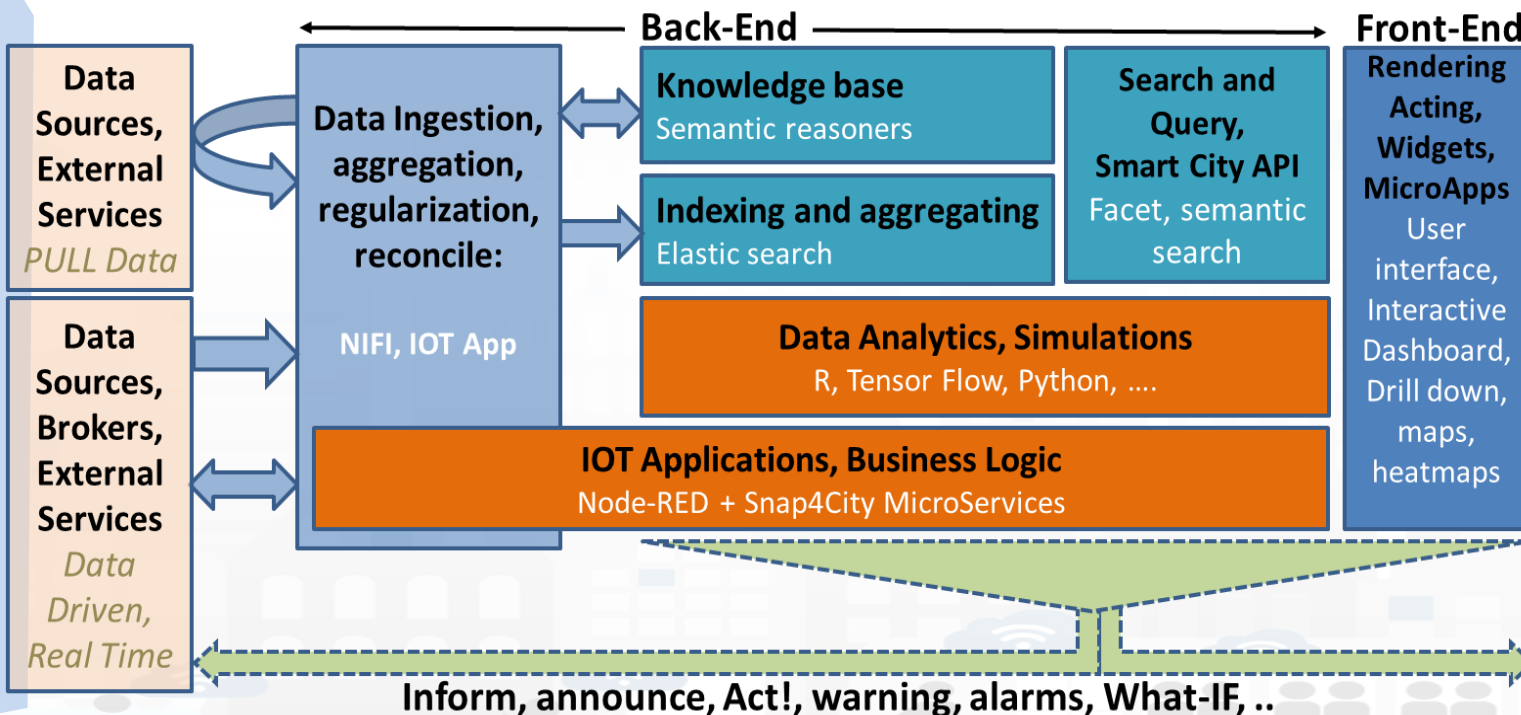 Back-End
Front-End
Data
Sources,
External
Services
PULL Data
Data
Sources,
Brokers,
External
Services
Data
Driven,
Real Time
Data Ingestion,
aggregation,
regularization,
reconcile:
NIFI, IOT App
Knowledge base
Semantic reasoners
Indexing and aggregating
Elastic search
Search and
Query,
Smart City API
Facet, semantic
search
Data Analytics, Simulations
R, Tensor Flow, Python, ….
IOT Applications, Business Logic
Node-RED + Snap4City MicroServices
Rendering
Acting,
Widgets,
MicroApps
User
interface,
Interactive
Dashboard,
Drill down,
maps,
heatmaps
Inform, announce, Act!, warning, alarms, What-IF, ..